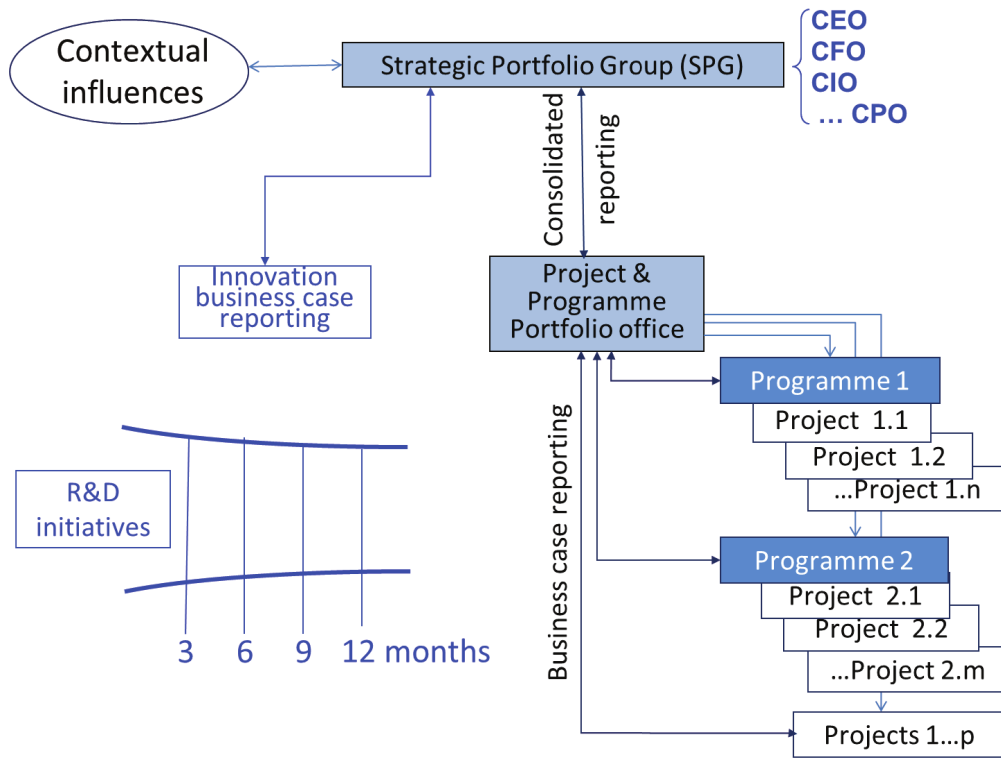 Contextual
influences
Strategic Portfolio Group (SPG)
CEO
CFO
CIO
... CPO
Consolidated
reporting
Innovation
business case
reporting
Project &
Programme
Portfolio office
Business case reporting
Programme 1
Project 1.1
Project 1.2
...Project 1.n
Programme 2
Project 2.1
Project 2.2
...Project 2.m
Projects 1...p
R&D
initiatives
3 6 9 12 months